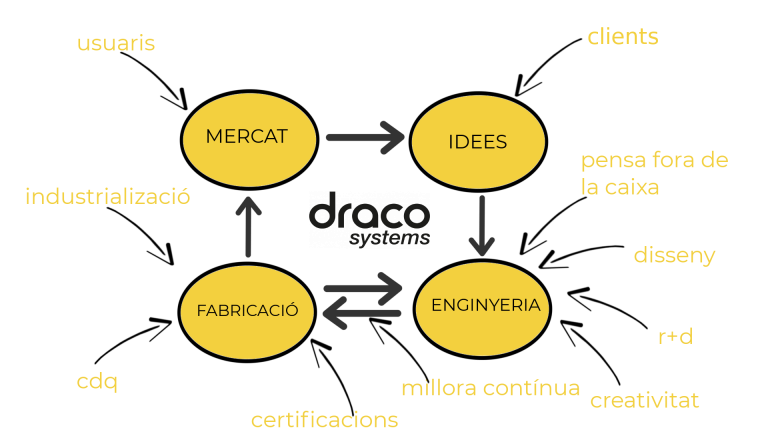 usuaris
clients
MERCAT
IDEES
pensa fora de
la caixa
industrialització
draco
systems
disseny
FABRICACIÓ
ENGINYERIA
r+d
cdq
millora contínua
creativitat
certificacions